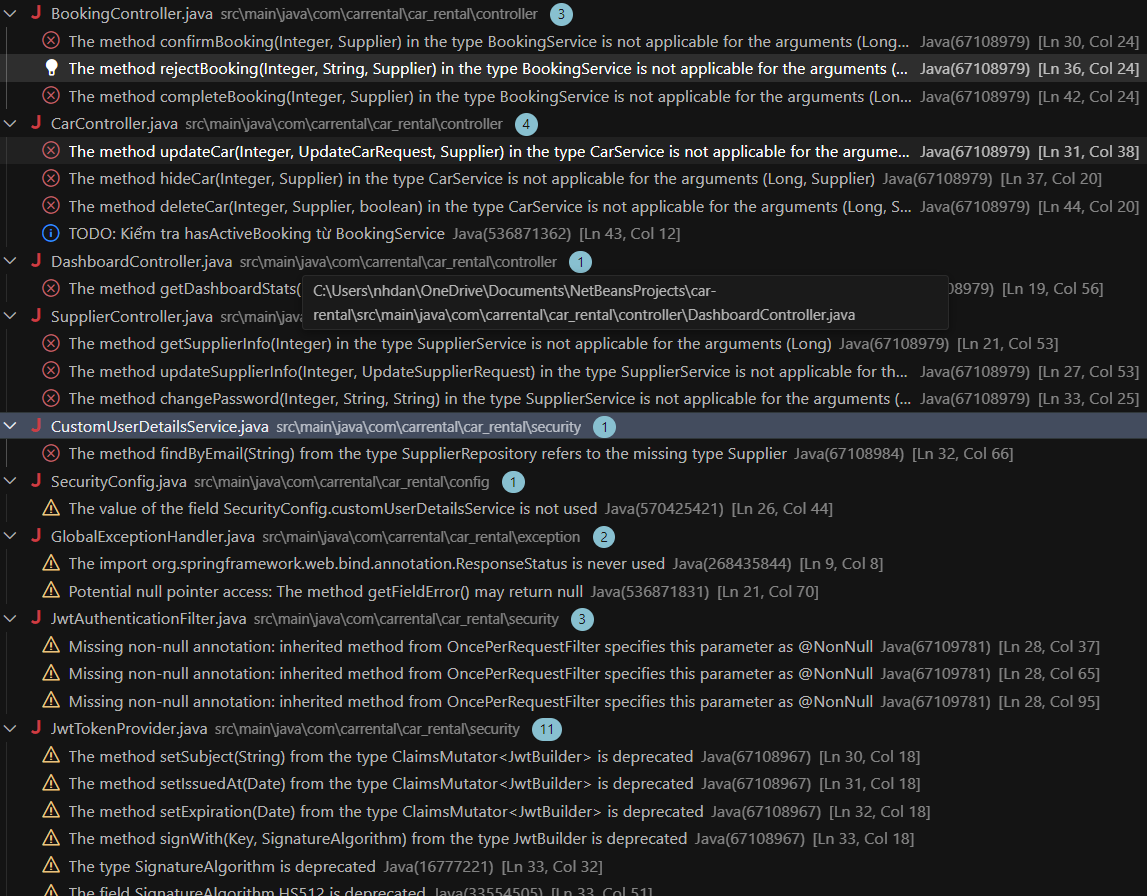 BookingController.java src\main\java\com\carrental\car_rental\controller 3
The method confirmBooking(Integer, Supplier) in the type BookingService is not applicable for the arguments (Long... Java(67108979) [Ln 30, Col 24]
The method rejectBooking(Integer, String, Supplier) in the type BookingService is not applicable for the arguments (... Java(67108979) [Ln 36, Col 24]
The method completeBooking(Integer, Supplier) in the type BookingService is not applicable for the arguments (Lon... Java(67108979) [Ln 42, Col 24]
CarController.java src\main\java\com\carrental\car_rental\controller 4
The method updateCar(Integer, UpdateCarRequest, Supplier) in the type CarService is not applicable for the argume... Java(67108979) [Ln 31, Col 38]
The method hideCar(Integer, Supplier) in the type CarService is not applicable for the arguments (Long, Supplier) Java(67108979) [Ln 37, Col 20]
The method deleteCar(Integer, Supplier, boolean) in the type CarService is not applicable for the arguments (Long, S... Java(67108979) [Ln 44, Col 20]
TODO: Kiểm tra hasActiveBooking từ BookingService Java(536871362) [Ln 43, Col 12]
DashboardController.java src\main\java\com\carrental\car_rental\controller 1
The method getDashboardStats( 8979) [Ln 19, Col 56]
C:\Users\nhdan\OneDrive\Documents\NetBeansProjects\car-
rental\src\main\java\com\carrental\car_rental\controller\DashboardController.java
SupplierController.java src\main\java
The method getSupplierInfo(Integer) in the type SupplierService is not applicable for the arguments (Long) Java(67108979) [Ln 21, Col 53]
The method updateSupplierInfo(Integer, UpdateSupplierRequest) in the type SupplierService is not applicable for th... Java(67108979) [Ln 27, Col 53]
The method changePassword(Integer, String, String) in the type SupplierService is not applicable for the arguments (... Java(67108979) [Ln 33, Col 25]
CustomUserDetailsService.java src\main\java\com\carrental\car_rental\security 1
The method findByEmail(String) from the type SupplierRepository refers to the missing type Supplier Java(67108984) [Ln 32, Col 66]
SecurityConfig.java src\main\java\com\carrental\car_rental\config 1
The value of the field SecurityConfig.customUserDetailsService is not used Java(570425421) [Ln 26, Col 44]
GlobalExceptionHandler.java src\main\java\com\carrental\car_rental\exception 2
The import org.springframework.web.bind.annotation.ResponseStatus is never used Java(268435844) [Ln 9, Col 8]
Potential null pointer access: The method getFieldError() may return null Java(536871831) [Ln 21, Col 70]
JwtAuthenticationFilter.java src\main\java\com\carrental\car_rental\security 3
Missing non-null annotation: inherited method from OncePerRequestFilter specifies this parameter as @NonNull Java(67109781) [Ln 28, Col 37]
Missing non-null annotation: inherited method from OncePerRequestFilter specifies this parameter as @NonNull Java(67109781) [Ln 28, Col 65]
Missing non-null annotation: inherited method from OncePerRequestFilter specifies this parameter as @NonNull Java(67109781) [Ln 28, Col 95]
JwtTokenProvider.java src\main\java\com\carrental\car_rental\security 11
The method setSubject(String) from the type ClaimsMutator<JwtBuilder> is deprecated Java(67108967) [Ln 30, Col 18]
The method setIssuedAt(Date) from the type ClaimsMutator<JwtBuilder> is deprecated Java(67108967) [Ln 31, Col 18]
The method setExpiration(Date) from the type ClaimsMutator<JwtBuilder> is deprecated Java(67108967) [Ln 32, Col 18]
The method signWith(Key, SignatureAlgorithm) from the type JwtBuilder is deprecated Java(67108967) [Ln 33, Col 18]
The type SignatureAlgorithm is deprecated Java(16777221) [Ln 33, Col 32]
The field SignatureAlgorithm.HS512 is deprecated Java(33554505) [Ln 33, Col 51]